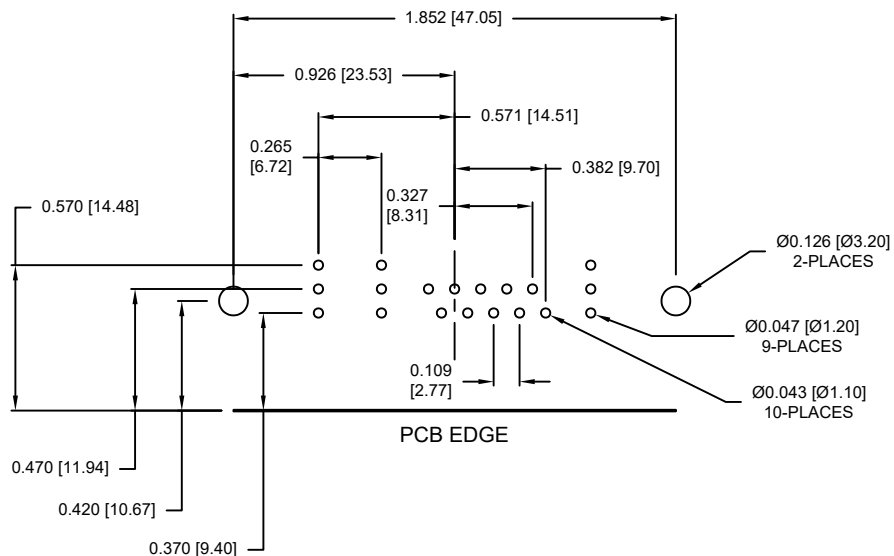 1.852 [47.05]
0.926 [23.53]
0.571 [14.51]
0.265
[6.72]
0.382 [9.70]
0.327
[8.31]
0.570 [14.48]
Ø0.126 [Ø3.20]
2-PLACES
Ø0.047 [Ø1.20]
9-PLACES
0.109
[2.77]
Ø0.043 [Ø1.10]
10-PLACES
PCB EDGE
0.470 [11.94]
0.420 [10.67]
0.370 [9.40]